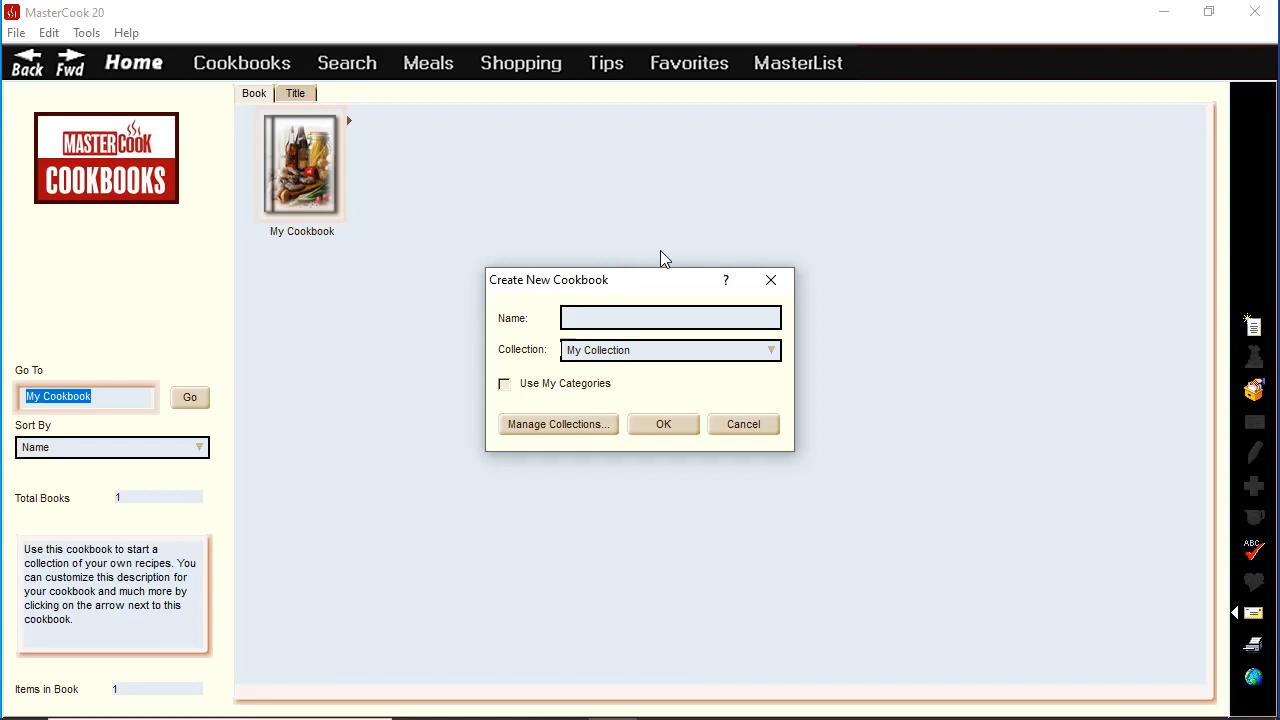 MasterCook 20
File Edit Tools Help
Back Fwd Home Cookbooks Search Meals Shopping Tips Favorites MasterList
Book Title
MASTERCOOK
COOKBOOKS
My Cookbook
Create New Cookbook ?
Name:
Collection: My Collection
Use My Categories
Manage Collections... OK Cancel
Go To
My Cookbook Go
Sort By
Name
Total Books 1
Use this cookbook to start a
collection of your own recipes. You
can customize this description for
your cookbook and much more by
clicking on the arrow next to this
cookbook.
Items in Book 1
ABC